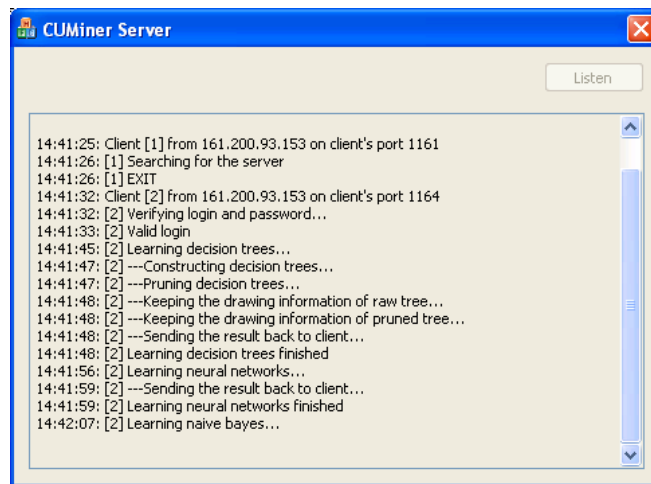 CUMiner Server
Listen
14:41:25: Client [1] from 161.200.93.153 on client's port 1161
14:41:26: [1] Searching for the server
14:41:26: [1] EXIT
14:41:32: Client [2] from 161.200.93.153 on client's port 1164
14:41:32: [2] Verifying login and password...
14:41:33: [2] Valid login
14:41:45: [2] Learning decision trees...
14:41:47: [2] ---Constructing decision trees...
14:41:47: [2] ---Pruning decision trees...
14:41:48: [2] ---Keeping the drawing information of raw tree...
14:41:48: [2] ---Keeping the drawing information of pruned tree...
14:41:48: [2] ---Sending the result back to client...
14:41:48: [2] Learning decision trees finished
14:41:56: [2] Learning neural networks...
14:41:59: [2] ---Sending the result back to client...
14:41:59: [2] Learning neural networks finished
14:42:07: [2] Learning naive bayes...